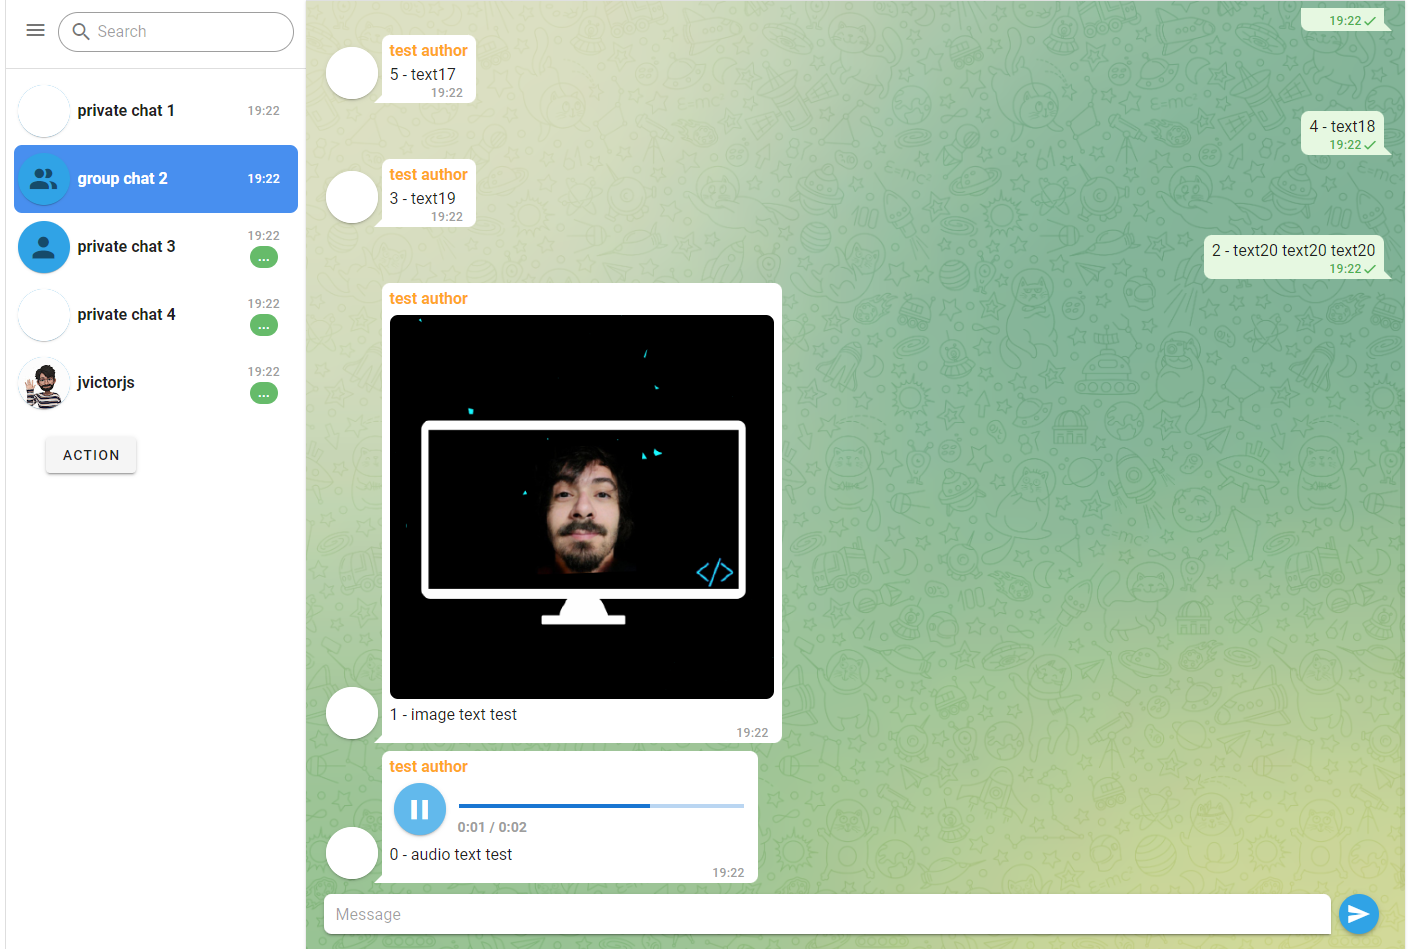 Search
private chat 1
19:22
group chat 2
19:22
private chat 3
19:22
...
private chat 4
19:22
...
jvictorjs
19:22
...
ACTION
19:22
test author
5 - text17
19:22
4 - text18
19:22
test author
3 - text19
19:22
2 - text20 text20 text20
19:22
test author
</>
1 - image text test
19:22
test author
0:01 / 0:02
0 - audio text test
19:22
Message